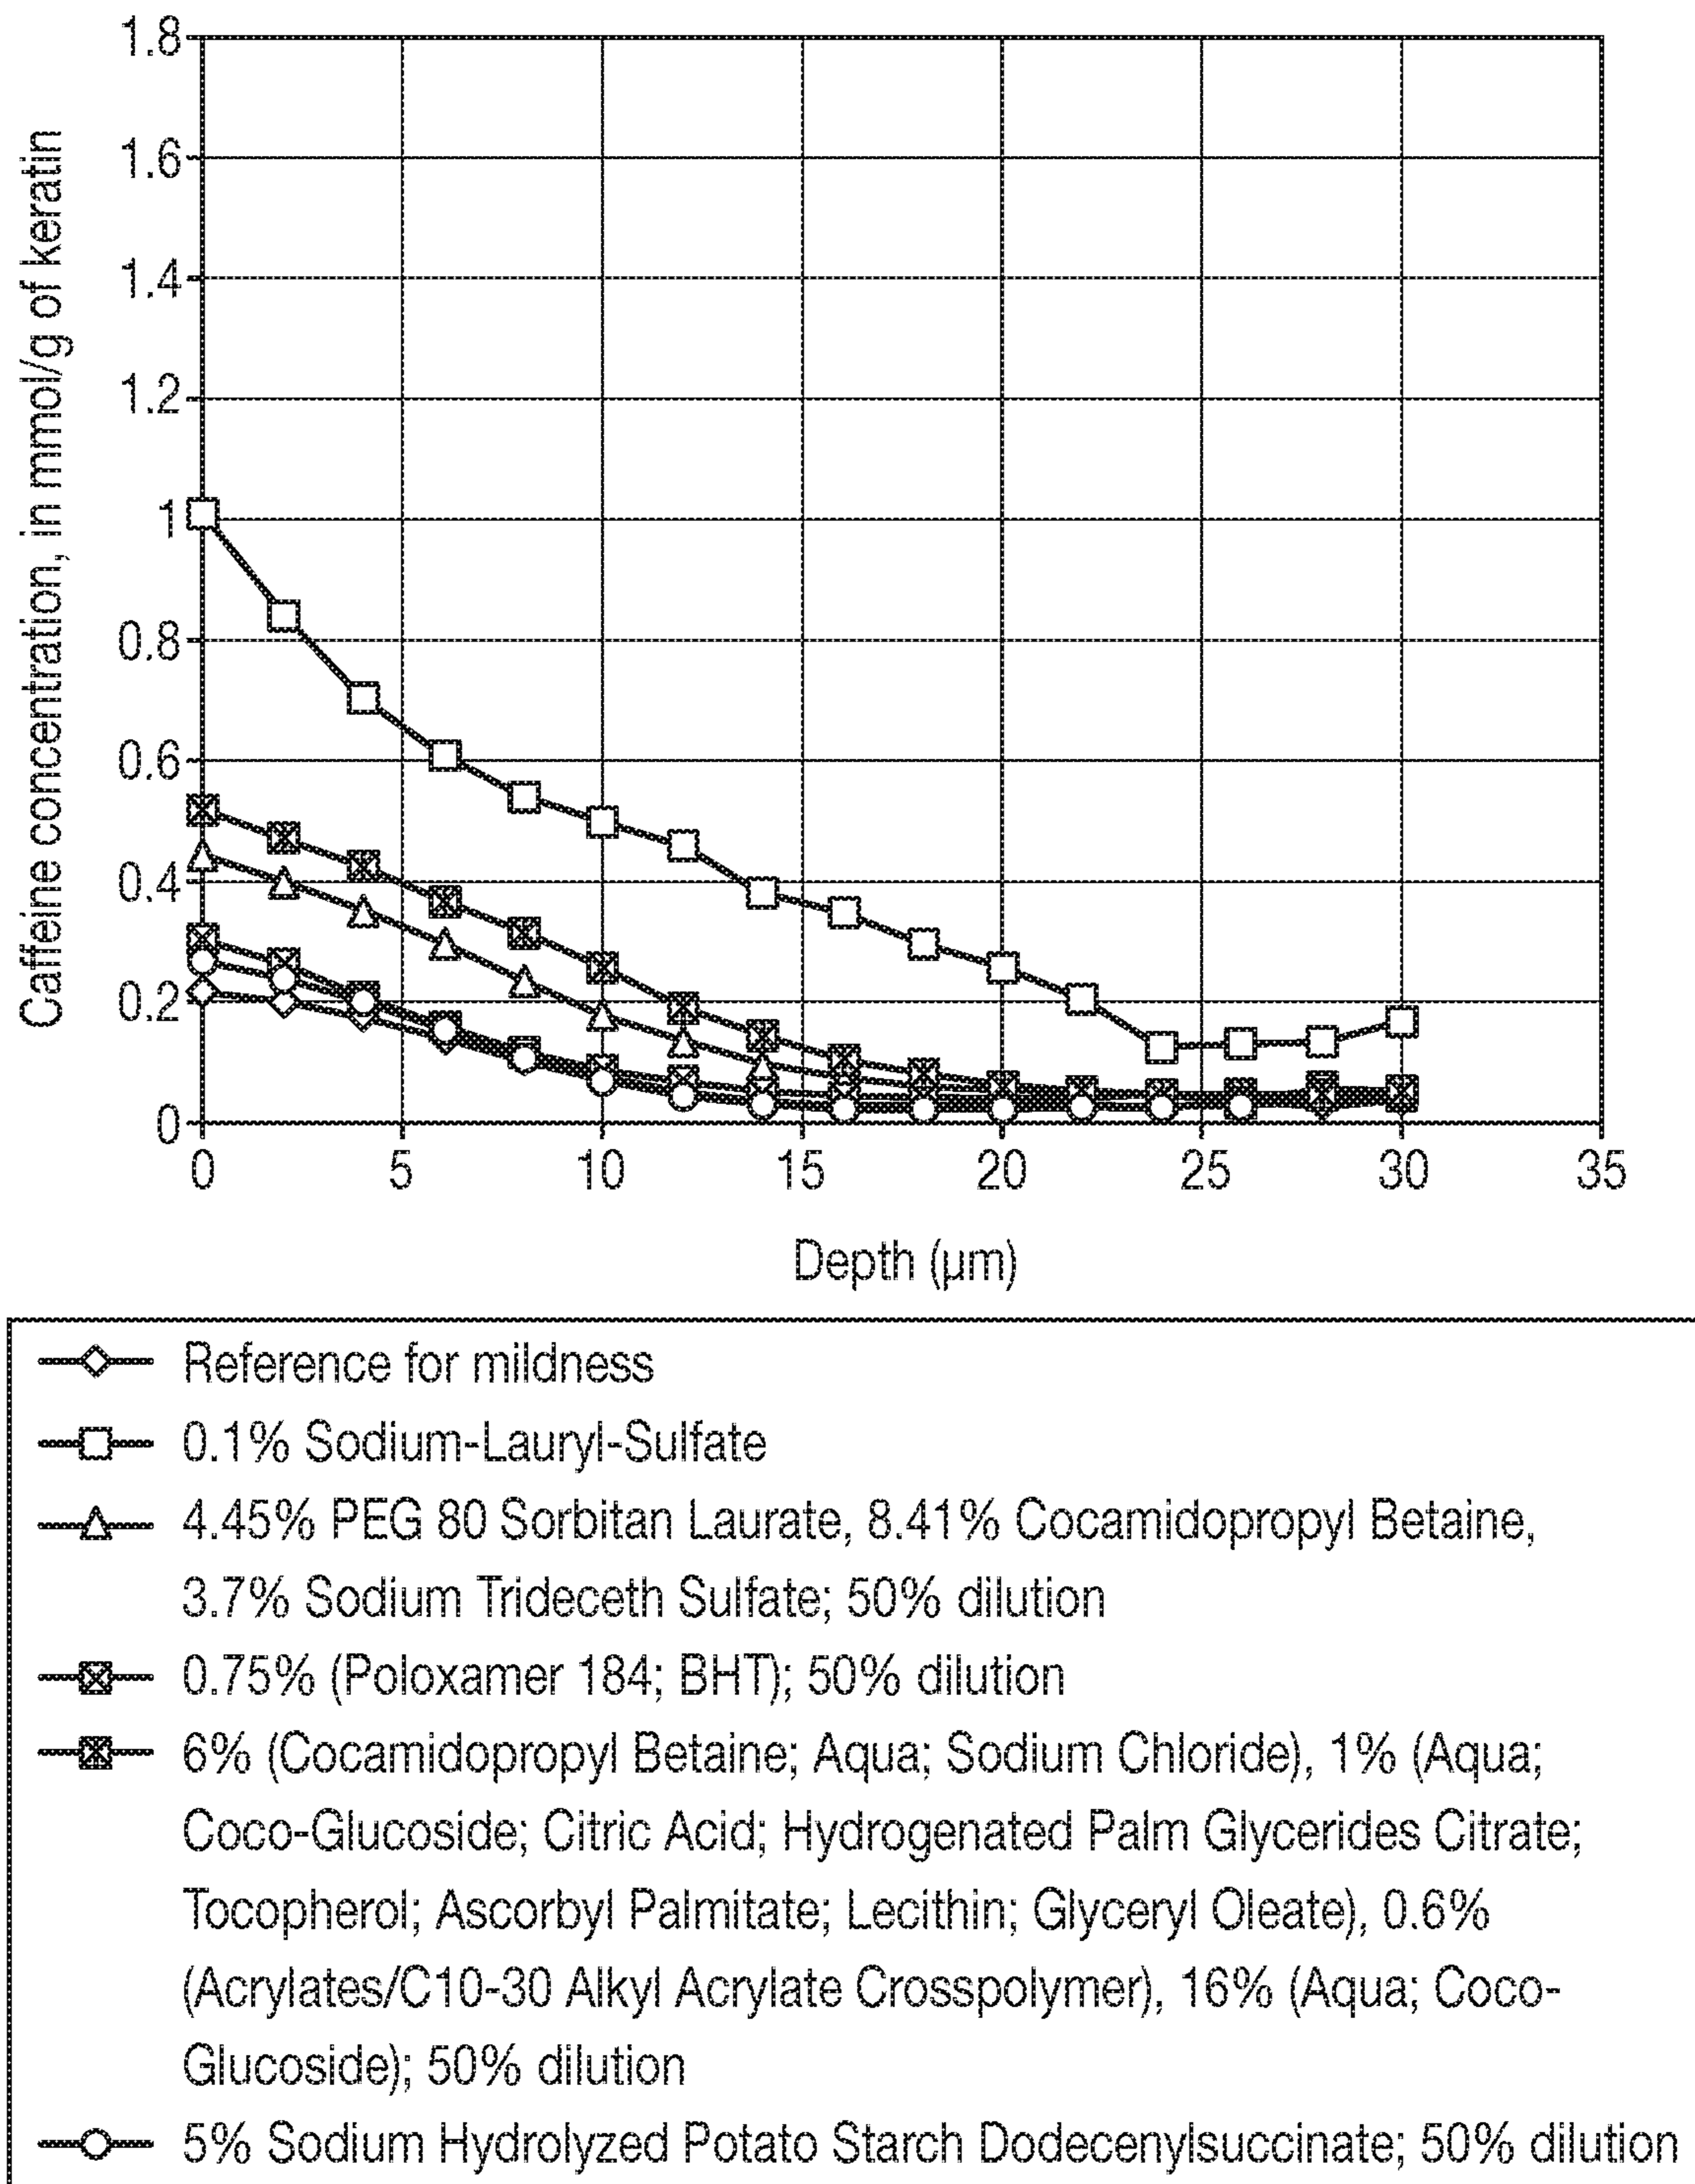 Caffeine concentration, in mmol/g of keratin
1.8
1.6
1.4
1.2
1
0.8
0.6
0.4
0.2
0
0 5 10 15 20 25 30 35
Depth (µm)
Reference for mildness
0.1% Sodium-Lauryl-Sulfate
4.45% PEG 80 Sorbitan Laurate, 8.41% Cocamidopropyl Betaine,
3.7% Sodium Trideceth Sulfate; 50% dilution
0.75% (Poloxamer 184; BHT); 50% dilution
6% (Cocamidopropyl Betaine; Aqua; Sodium Chloride), 1% (Aqua;
Coco-Glucoside; Citric Acid; Hydrogenated Palm Glycerides Citrate;
Tocopherol; Ascorbyl Palmitate; Lecithin; Glyceryl Oleate), 0.6%
(Acrylates/C10-30 Alkyl Acrylate Crosspolymer), 16% (Aqua; Coco-
Glucoside); 50% dilution
5% Sodium Hydrolyzed Potato Starch Dodecenylsuccinate; 50% dilution